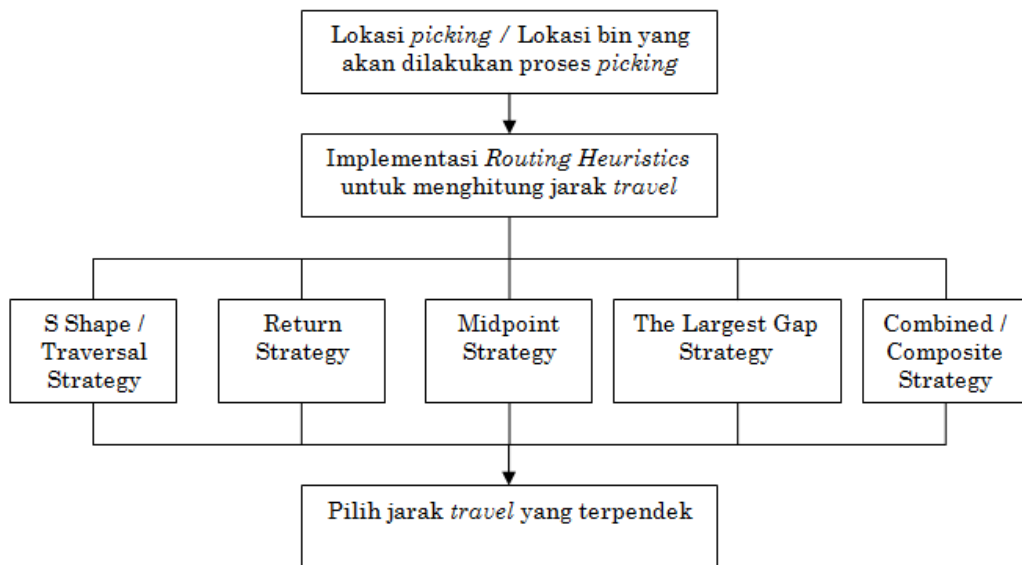 Lokasi picking / Lokasi bin yang
akan dilakukan proses picking
Implementasi Routing Heuristics
untuk menghitung jarak travel
S Shape /
Traversal
Strategy
Return
Strategy
Midpoint
Strategy
The Largest Gap
Strategy
Combined /
Composite
Strategy
Pilih jarak travel yang terpendek